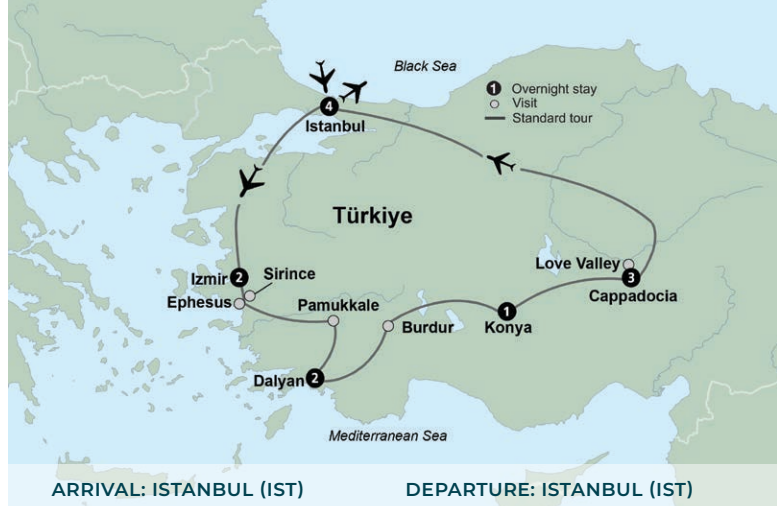 Black Sea
1 Overnight stay
Visit
Standard tour
4
Istanbul
Türkiye
Izmir 2
Sirince
Ephesus
Pamukkale
Burdur
Dalyan 2
1
Konya
Love Valley
3
Cappadocia
Mediterranean Sea
ARRIVAL: ISTANBUL (IST)
DEPARTURE: ISTANBUL (IST)